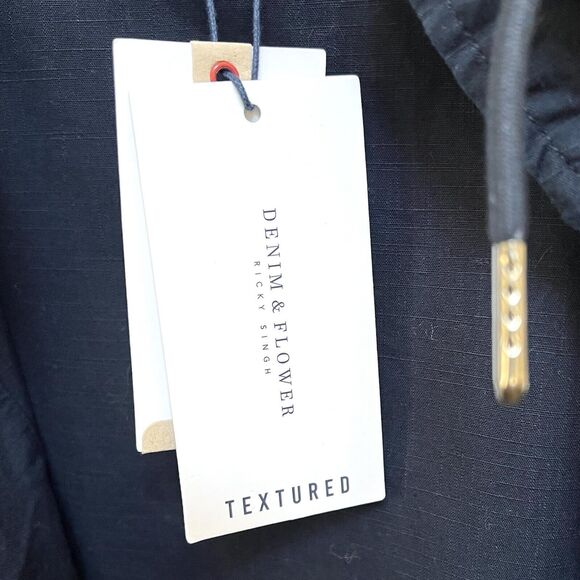 DENIM & FLOWER
RICKY SINGH
TEXTURED